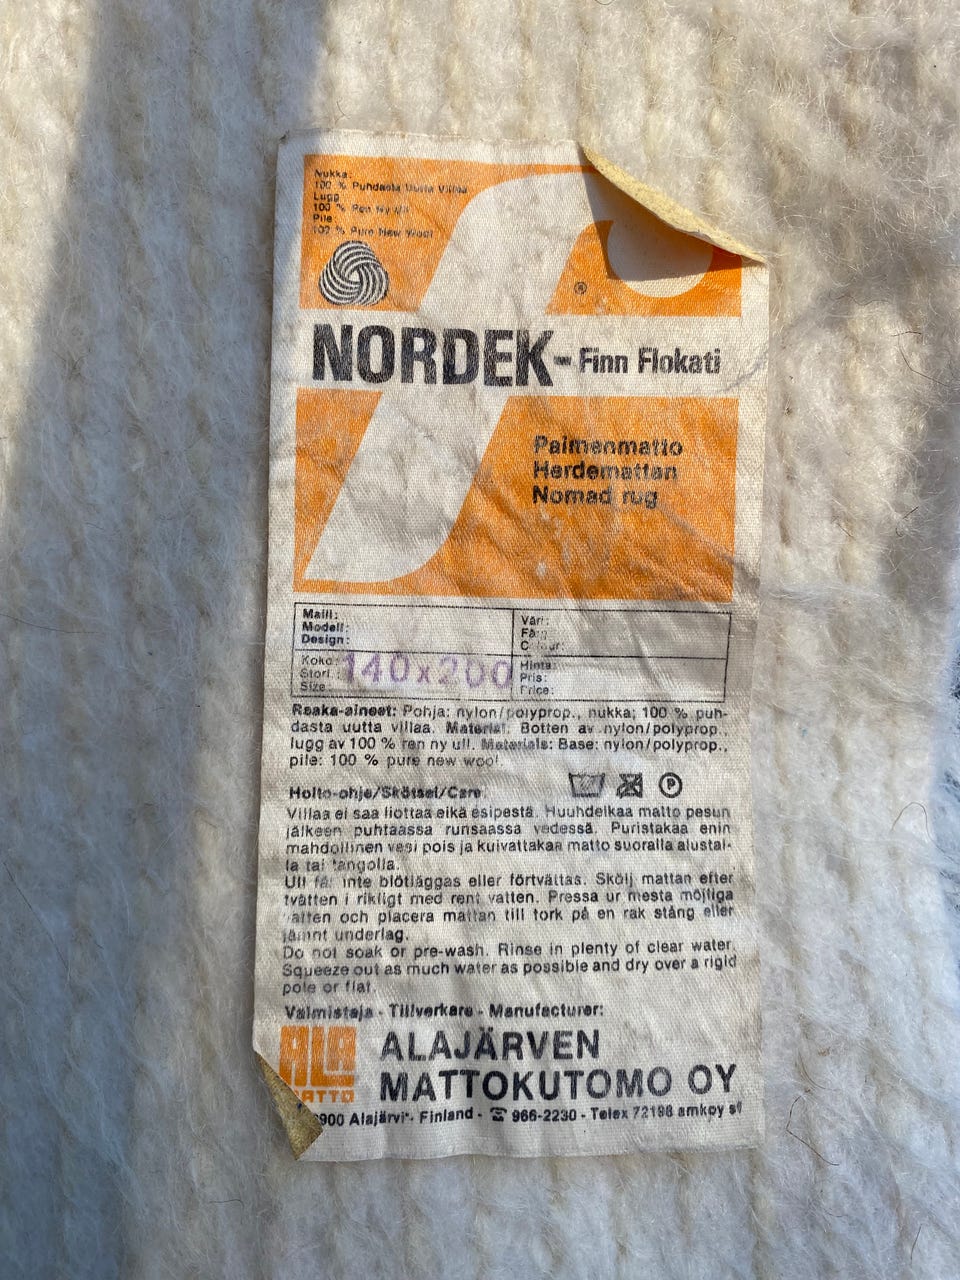 Nukka:
100 % Puhdasta Uutta Villaa
Lugg
100 % Ren Ny Ull
Pile:
100 % Pure New Wool
®
NORDEK - Finn Flokati
Paimenmatto
Herdemattan
Nomad rug
Malli:
Modell:
Design:
Väri:
Koko:
Storl.:
Size:
140x200
Hinta:
Pris:
Price:
Raaka-aineet: Pohja: nylon/polyprop., nukka; 100 % puh-
dasta uutta villaa. Material. Botten av nylon/polyprop.,
lugg av 100 % ren ny ull. Materials: Base: nylon/polyprop.,
pile: 100 % pure new wool.
Hoito-ohje/Skötsel/Care:
P
Villaa ei saa liottaa eikä esipestä. Huuhdelkaa matto pesun
jälkeen puhtaassa runsaassa vedessä. Puristakaa enin
mahdollinen vesi pois ja kuivattakaa matto suoralla alustal-
la tai tangolla.
Ull får inte blötläggas eller förtvättas. Skölj mattan efter
tvätten i rikligt med rent vatten. Pressa ur mesta möjliga
vatten och placera mattan till tork på en rak stång eller
jämnt underlag.
Do not soak or pre-wash. Rinse in plenty of clear water.
Squeeze out as much water as possible and dry over a rigid
pole or flat.
Valmistaja - Tillverkare - Manufacturer:
ALA
MATTO
ALAJÄRVEN
MATTOKUTOMO OY
900 Alajärvi - Finland - ☎ 966-2230 - Telex 72198 amkoy sf